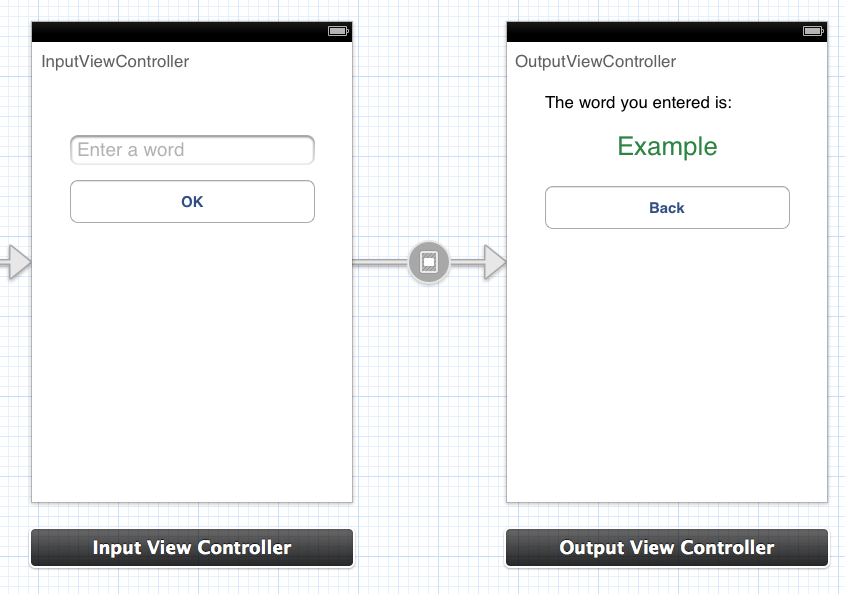 InputViewController
Enter a word
OK
Input View Controller
OutputViewController
The word you entered is:
Example
Back
Output View Controller